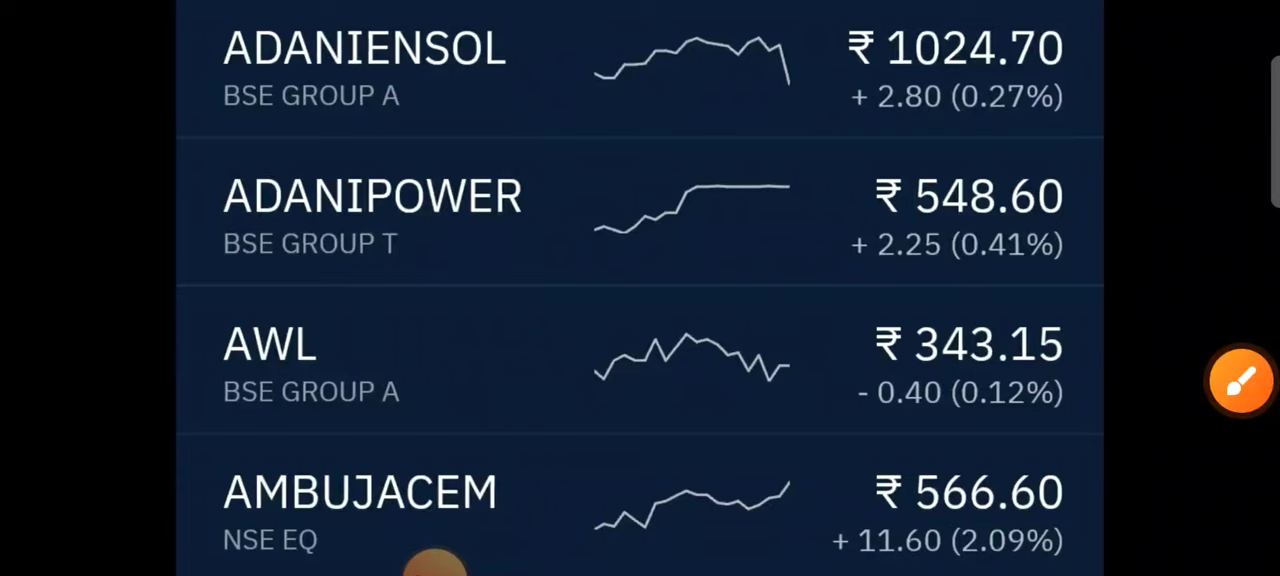 ADANIENSOL ₹ 1024.70
BSE GROUP A + 2.80 (0.27%)
ADANIPOWER ₹ 548.60
BSE GROUP T + 2.25 (0.41%)
AWL ₹ 343.15
BSE GROUP A - 0.40 (0.12%)
AMBUJACEM ₹ 566.60
NSE EQ + 11.60 (2.09%)